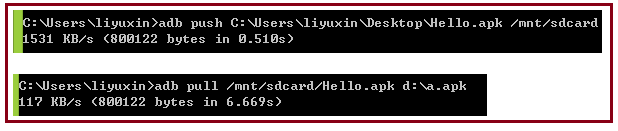 C:\Users\liyuxin>adb push C:\Users\liyuxin\Desktop\Hello.apk /mnt/sdcard
1531 KB/s (800122 bytes in 0.510s)
C:\Users\liyuxin>adb pull /mnt/sdcard/Hello.apk d:\a.apk
117 KB/s (800122 bytes in 6.669s)